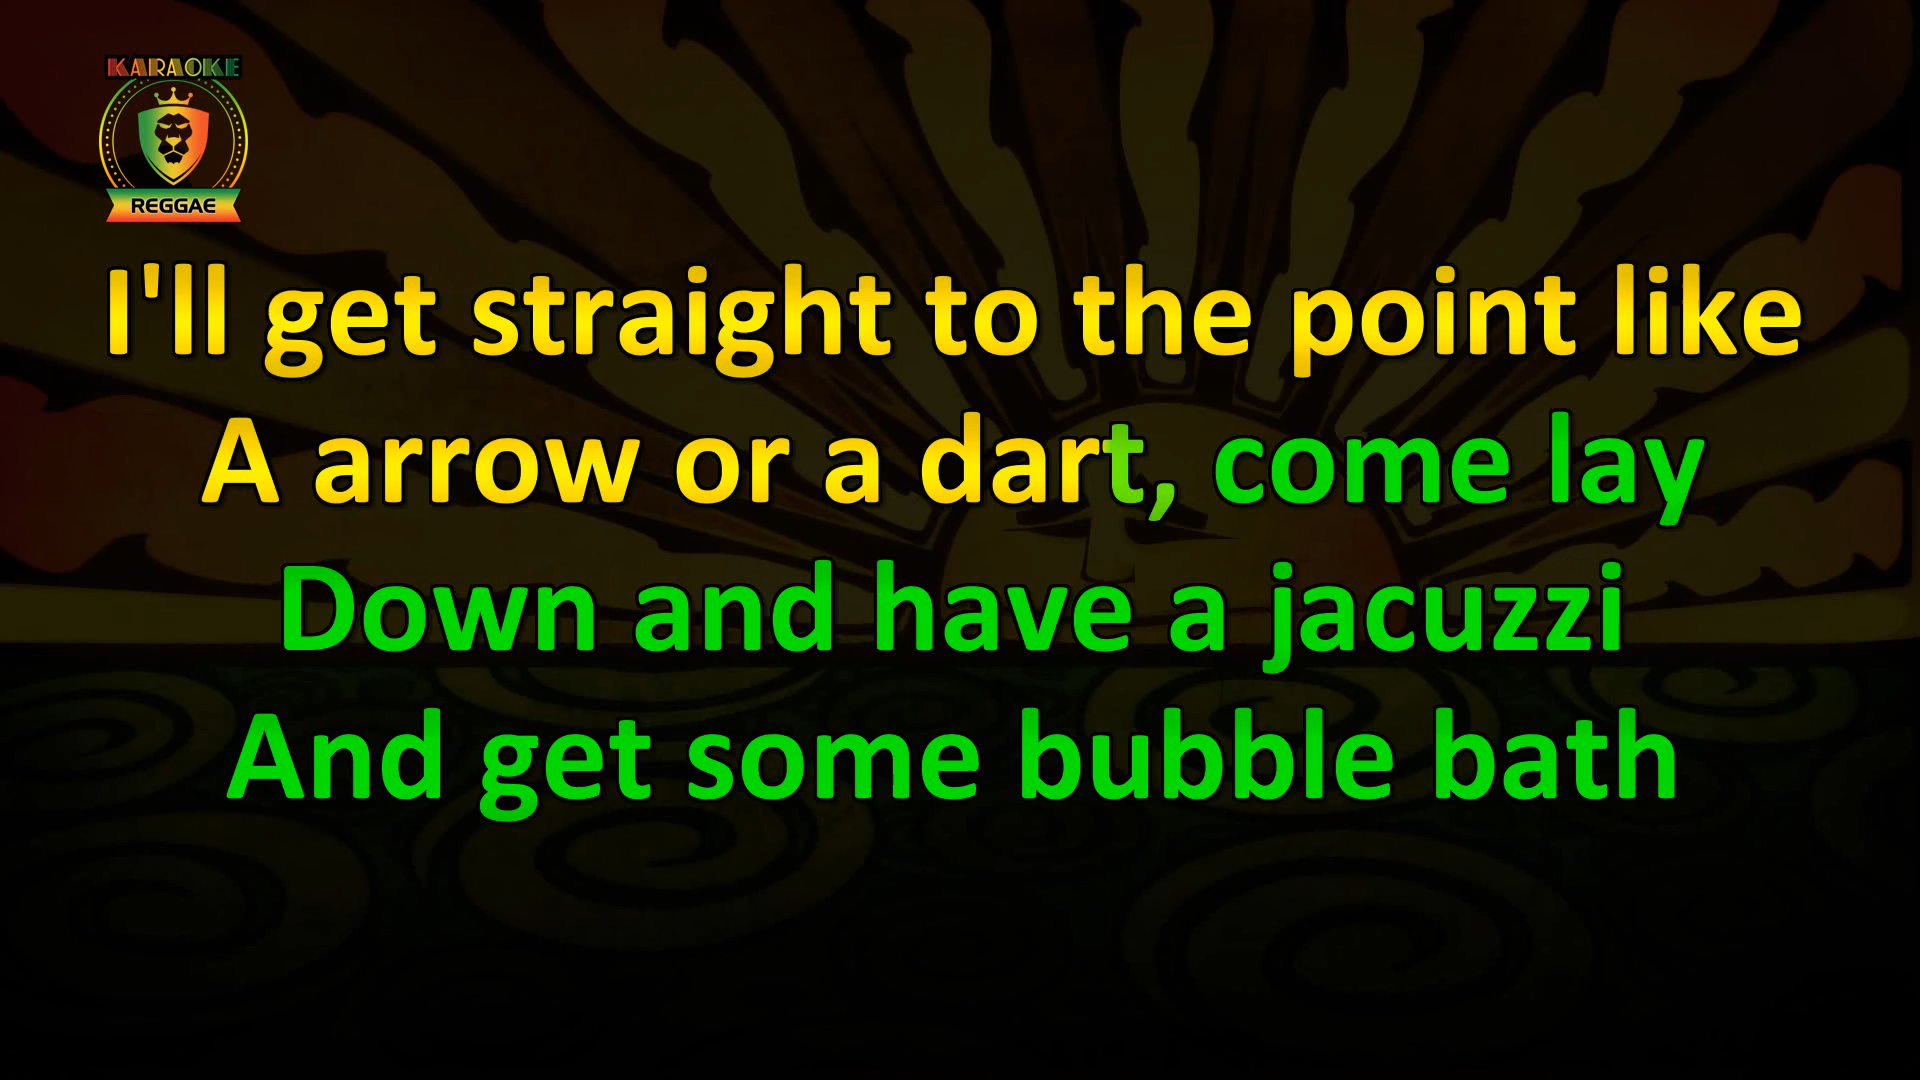 KARAOKE
REGGAE
I'll get straight to the point like
A arrow or a dart, come lay
Down and have a jacuzzi
And get some bubble bath